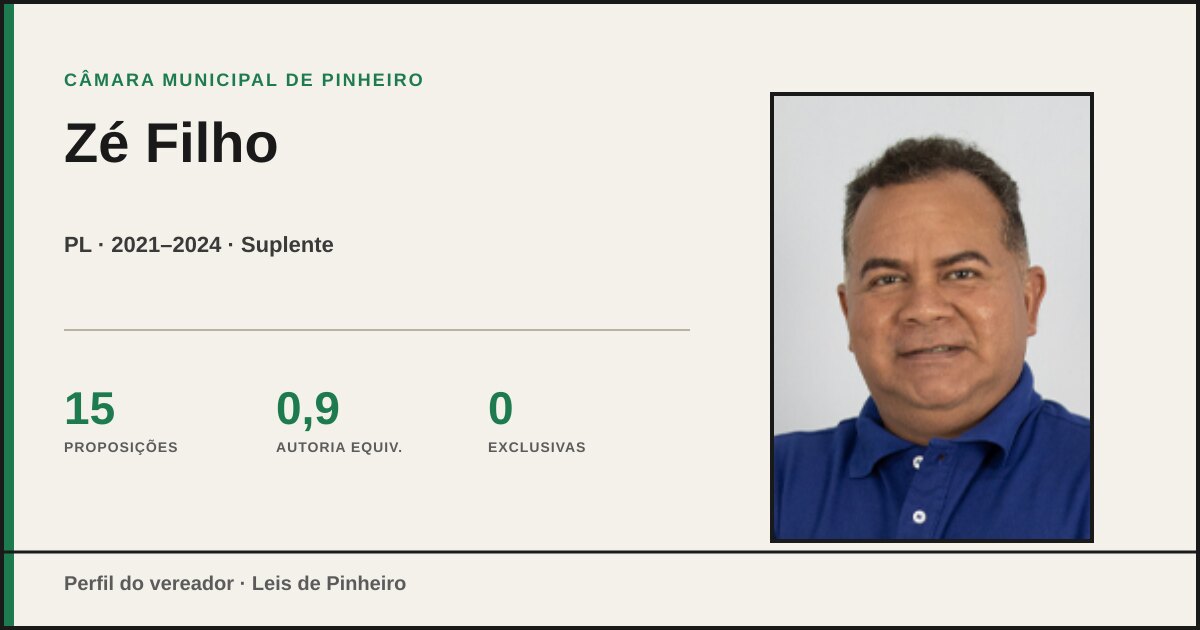 CÂMARA MUNICIPAL DE PINHEIRO
Zé Filho
PL · 2021–2024 · Suplente
15
PROPOSIÇÕES
0,9
AUTORIA EQUIV.
0
EXCLUSIVAS
Perfil do vereador · Leis de Pinheiro